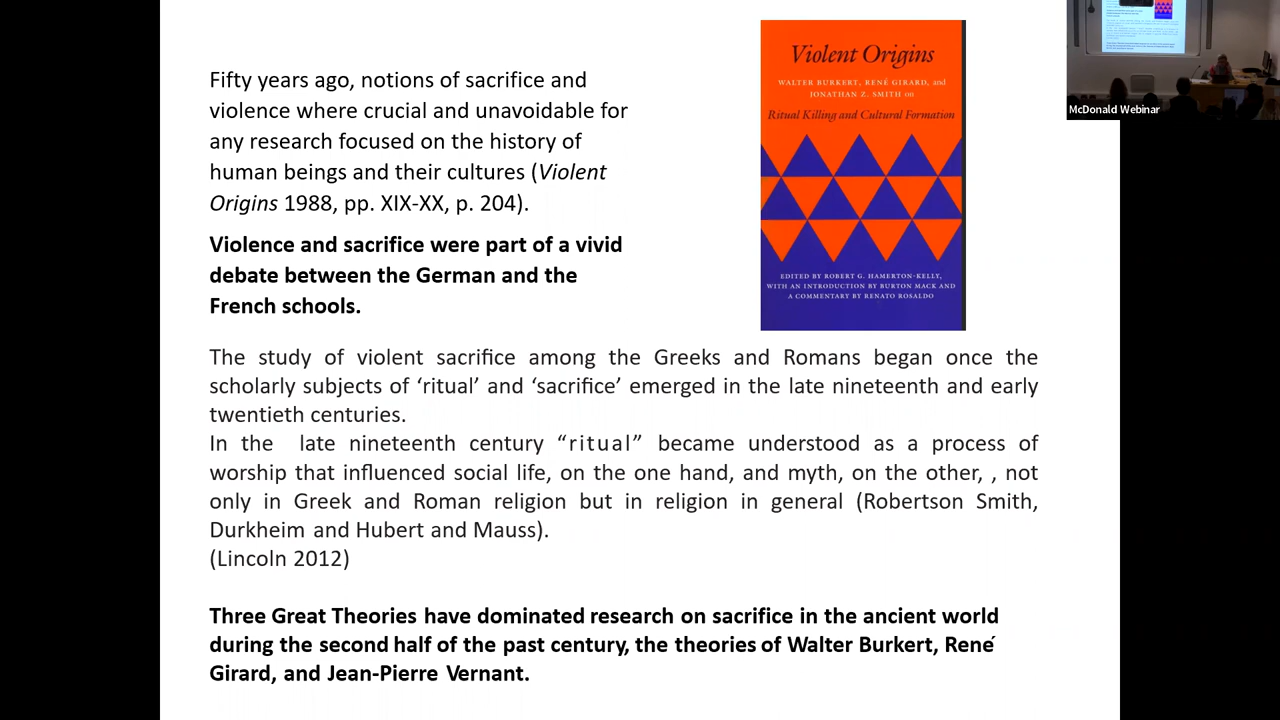 Fifty years ago, notions of sacrifice and
violence where crucial and unavoidable for
any research focused on the history of
human beings and their cultures (Violent
Origins 1988, pp. XIX-XX, p. 204).
Violence and sacrifice were part of a vivid
debate between the German and the
French schools.
Violent Origins
WALTER BURKERT, RENÉ GIRARD, and
JONATHAN Z. SMITH on
Ritual Killing and Cultural Formation
EDITED BY ROBERT G. HAMERTON-KELLY,
WITH AN INTRODUCTION BY BURTON MACK AND
A COMMENTARY BY RENATO ROSALDO
McDonald Webinar
The study of violent sacrifice among the Greeks and Romans began once the
scholarly subjects of ‘ritual’ and ‘sacrifice’ emerged in the late nineteenth and early
twentieth centuries.
In the late nineteenth century “ritual” became understood as a process of
worship that influenced social life, on the one hand, and myth, on the other, , not
only in Greek and Roman religion but in religion in general (Robertson Smith,
Durkheim and Hubert and Mauss).
(Lincoln 2012)
Three Great Theories have dominated research on sacrifice in the ancient world
during the second half of the past century, the theories of Walter Burkert, René
Girard, and Jean-Pierre Vernant.